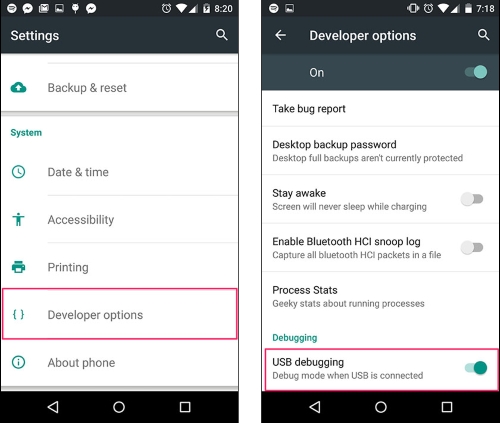 8:20
Settings
Backup & reset
System
Date & time
Accessibility
Printing
{ } Developer options
About phone
7:18
Developer options
On
Take bug report
Desktop backup password
Desktop full backups aren't currently protected
Stay awake
Screen will never sleep while charging
Enable Bluetooth HCI snoop log
Capture all bluetooth HCI packets in a file
Process Stats
Geeky stats about running processes
Debugging
USB debugging
Debug mode when USB is connected